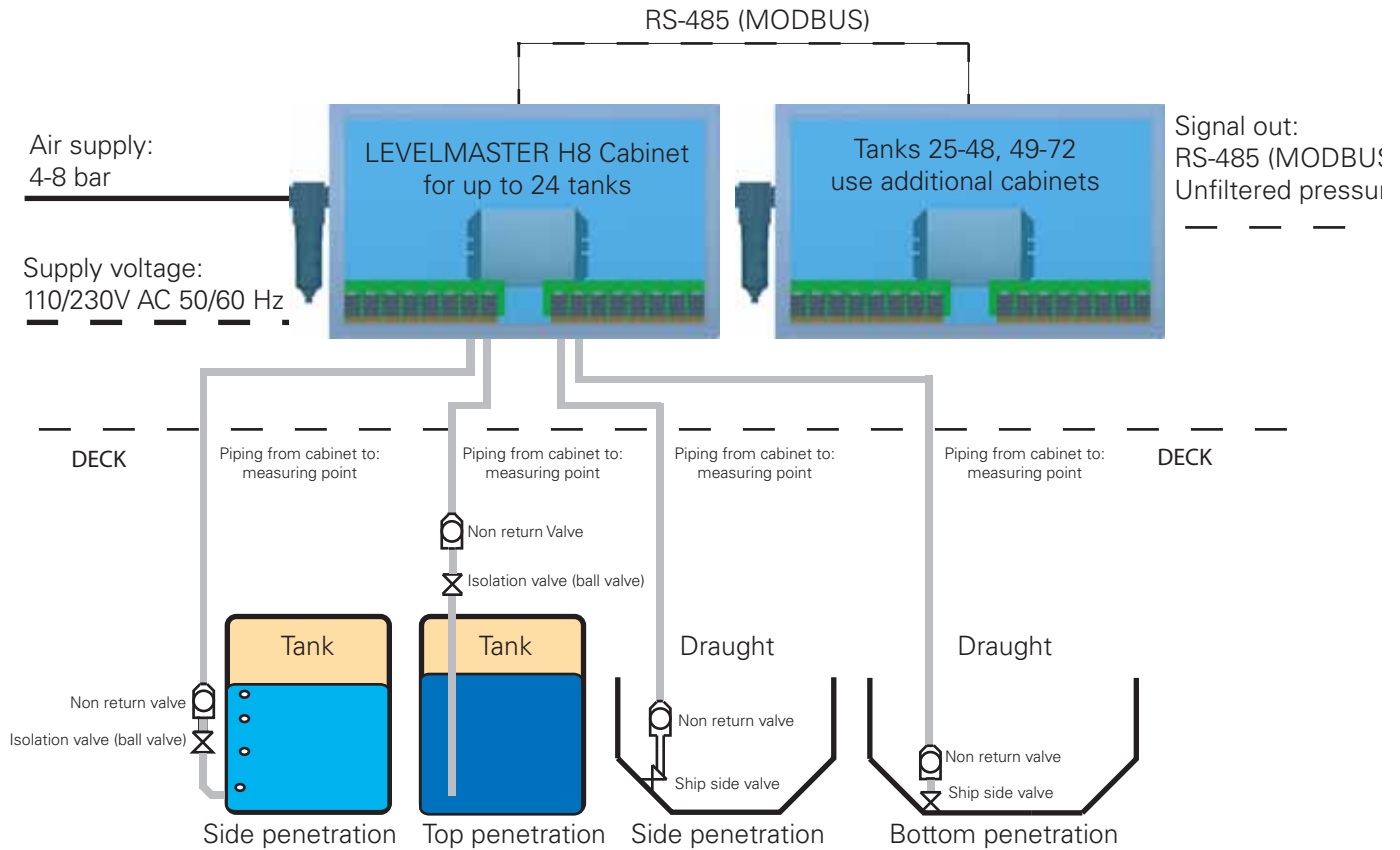 RS-485 (MODBUS)
Air supply:
4-8 bar
LEVELMASTER H8 Cabinet
for up to 24 tanks
Tanks 25-48, 49-72
use additional cabinets
Signal out:
RS-485 (MODBUS
Unfiltered pressur
Supply voltage:
110/230V AC 50/60 Hz
DECK
Piping from cabinet to:
measuring point
Piping from cabinet to:
measuring point
Piping from cabinet to:
measuring point
Piping from cabinet to:
measuring point
DECK
Non return Valve
Isolation valve (ball valve)
Tank
Tank
Draught
Draught
Non return valve
Isolation valve (ball valve)
Non return valve
Ship side valve
Non return valve
Ship side valve
Side penetration
Top penetration
Side penetration
Bottom penetration